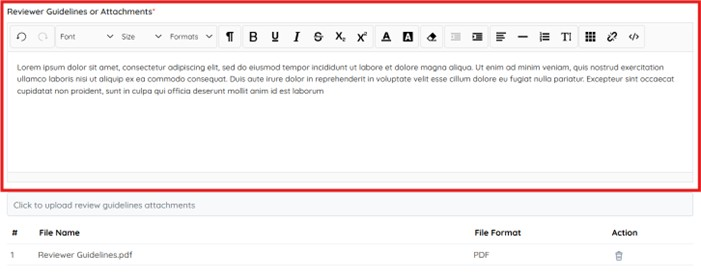 Reviewer Guidelines or Attachments*
Font Size Formats ¶ B U I S X₂ X² A A T! </>
Lorem ipsum dolor sit amet, consectetur adipiscing elit, sed do eiusmod tempor incididunt ut labore et dolore magna aliqua. Ut enim ad minim veniam, quis nostrud exercitation
ullamco laboris nisi ut aliquip ex ea commodo consequat. Duis aute irure dolor in reprehenderit in voluptate velit esse cillum dolore eu fugiat nulla pariatur. Excepteur sint occaecat
cupidatat non proident, sunt in culpa qui officia deserunt mollit anim id est laborum
Click to upload review guidelines attachments
# File Name File Format Action
1 Reviewer Guidelines.pdf PDF